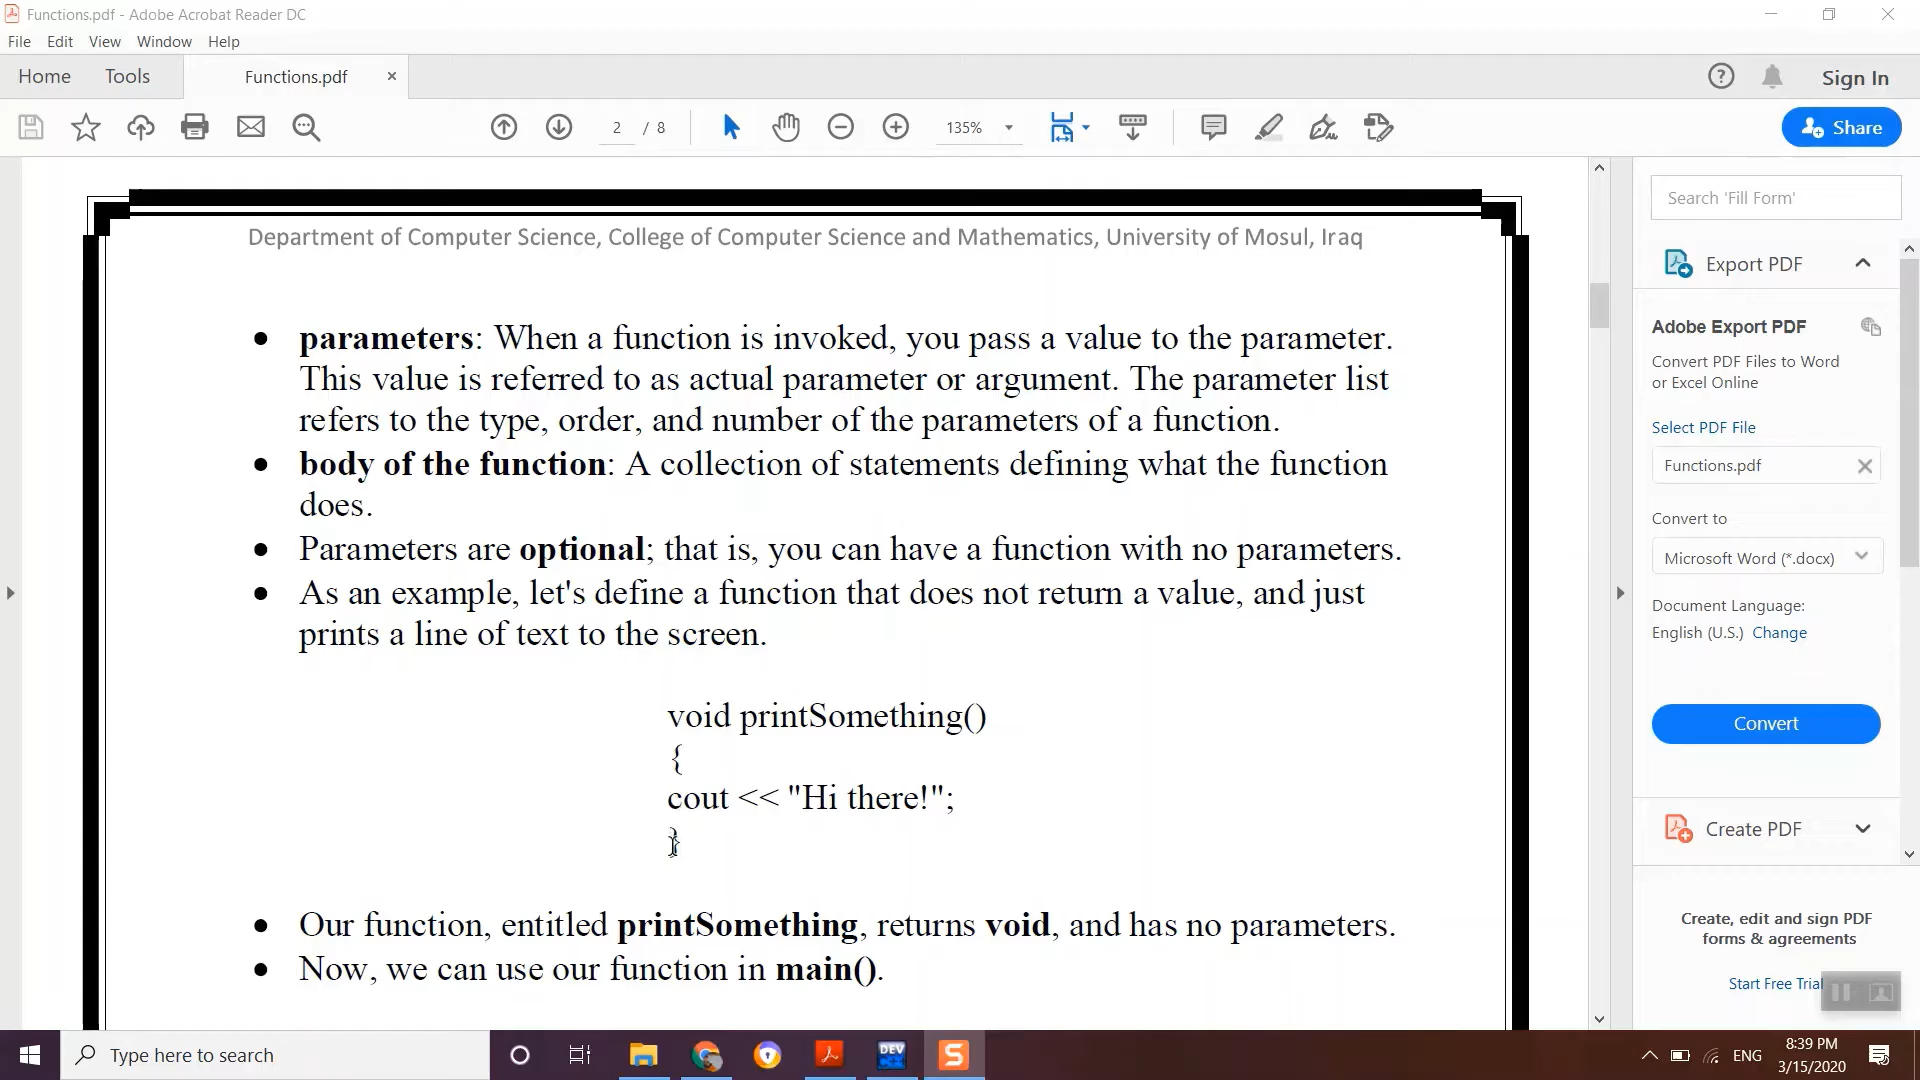 Functions.pdf - Adobe Acrobat Reader DC
File Edit View Window Help
Home Tools Functions.pdf × ? Sign In
2 / 8 135% Share
Search 'Fill Form'
Department of Computer Science, College of Computer Science and Mathematics, University of Mosul, Iraq
• parameters: When a function is invoked, you pass a value to the parameter.
This value is referred to as actual parameter or argument. The parameter list
refers to the type, order, and number of the parameters of a function.
• body of the function: A collection of statements defining what the function
does.
• Parameters are optional; that is, you can have a function with no parameters.
• As an example, let's define a function that does not return a value, and just
prints a line of text to the screen.
void printSomething()
{
cout << "Hi there!";
}
• Our function, entitled printSomething, returns void, and has no parameters.
• Now, we can use our function in main().
Export PDF
Adobe Export PDF
Convert PDF Files to Word
or Excel Online
Select PDF File
Functions.pdf
Convert to
Microsoft Word (*.docx)
Document Language:
English (U.S.) Change
Convert
Create PDF
Create, edit and sign PDF
forms & agreements
Start Free Trial
Type here to search
DEV
S
ENG
8:39 PM
3/15/2020